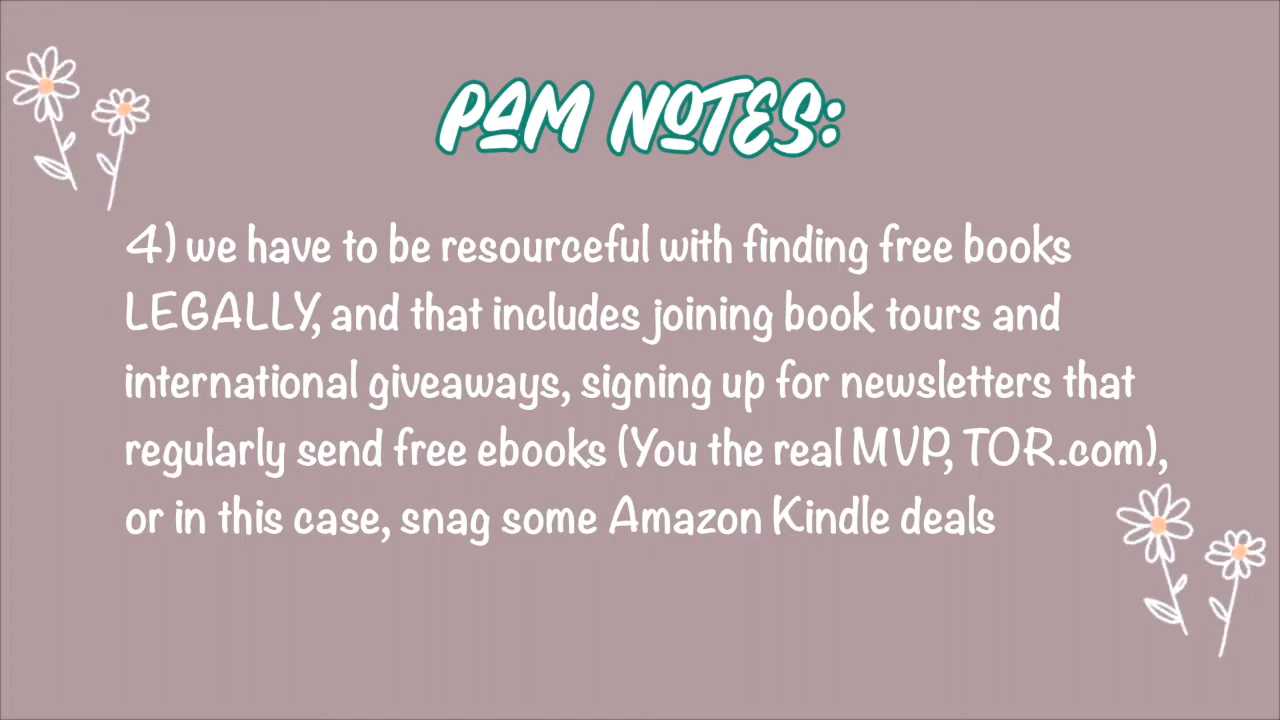 PAM NOTES:
4) we have to be resourceful with finding free books
LEGALLY, and that includes joining book tours and
international giveaways, signing up for newsletters that
regularly send free ebooks (You the real MVP, TOR.com),
or in this case, snag some Amazon Kindle deals